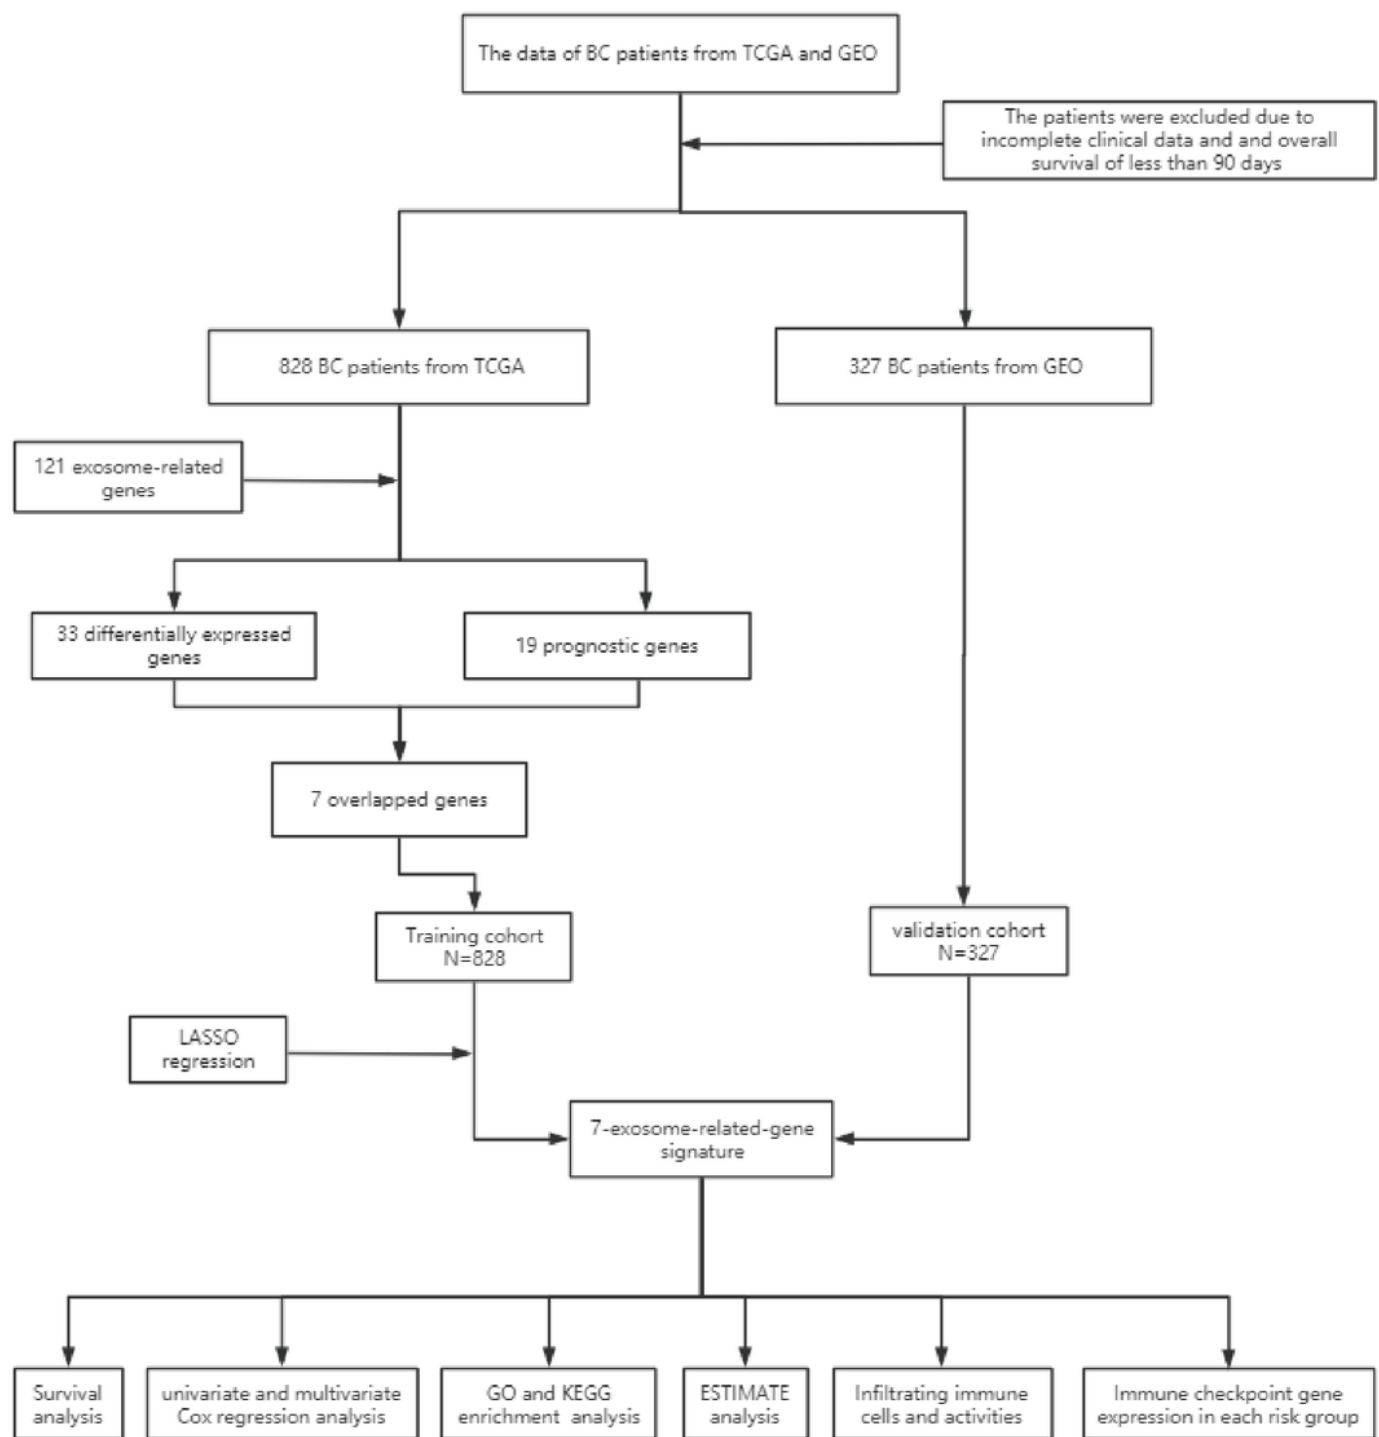 The data of BC patients from TCGA and GEO
The patients were excluded due to
incomplete clinical data and and overall
survival of less than 90 days
828 BC patients from TCGA
327 BC patients from GEO
121 exosome-related
genes
33 differentially expressed
genes
19 prognostic genes
7 overlapped genes
Training cohort
N=828
validation cohort
N=327
LASSO
regression
7-exosome-related-gene
signature
Survival
analysis
univariate and multivariate
Cox regression analysis
GO and KEGG
enrichment analysis
ESTIMATE
analysis
Infiltrating immune
cells and activities
Immune checkpoint gene
expression in each risk group